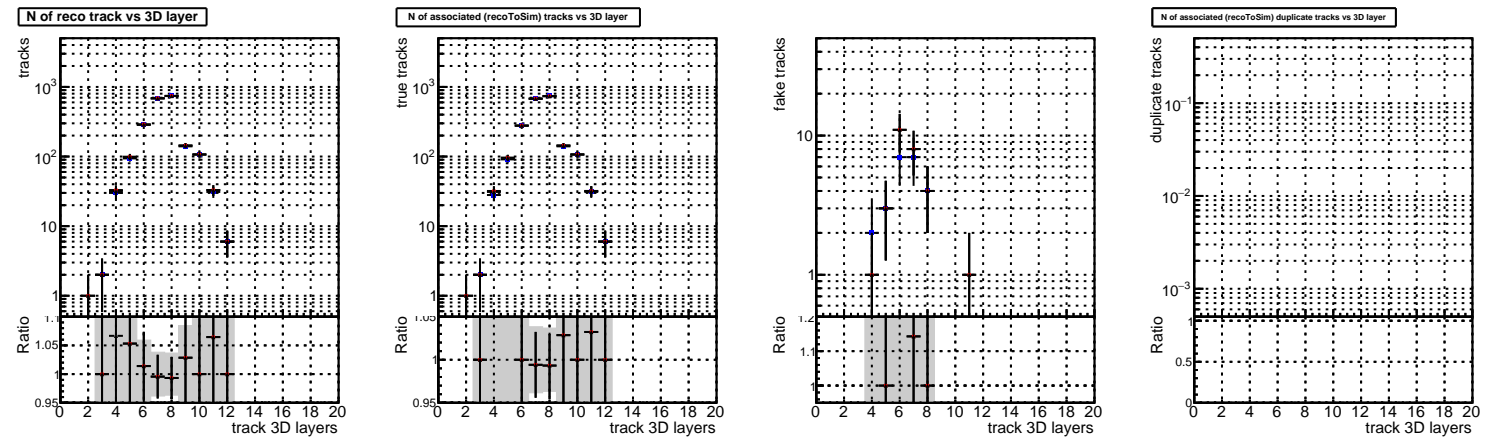 N of reco track vs 3D layer
tracks
10³
10²
10
1
Ratio
1.1
1.05
1
0.95
0 2 4 6 8 10 12 14 16 18 20
track 3D layers
N of associated (recoToSim) tracks vs 3D layer
true tracks
10³
10²
10
1
Ratio
1.05
1
0.95
0 2 4 6 8 10 12 14 16 18 20
track 3D layers
fake tracks
10
1
Ratio
1.2
1.1
1
0 2 4 6 8 10 12 14 16 18 20
track 3D layers
N of associated (recoToSim) duplicate tracks vs 3D layer
duplicate tracks
10⁻¹
10⁻²
10⁻³
Ratio
1
0.5
0
0 2 4 6 8 10 12 14 16 18 20
track 3D layers